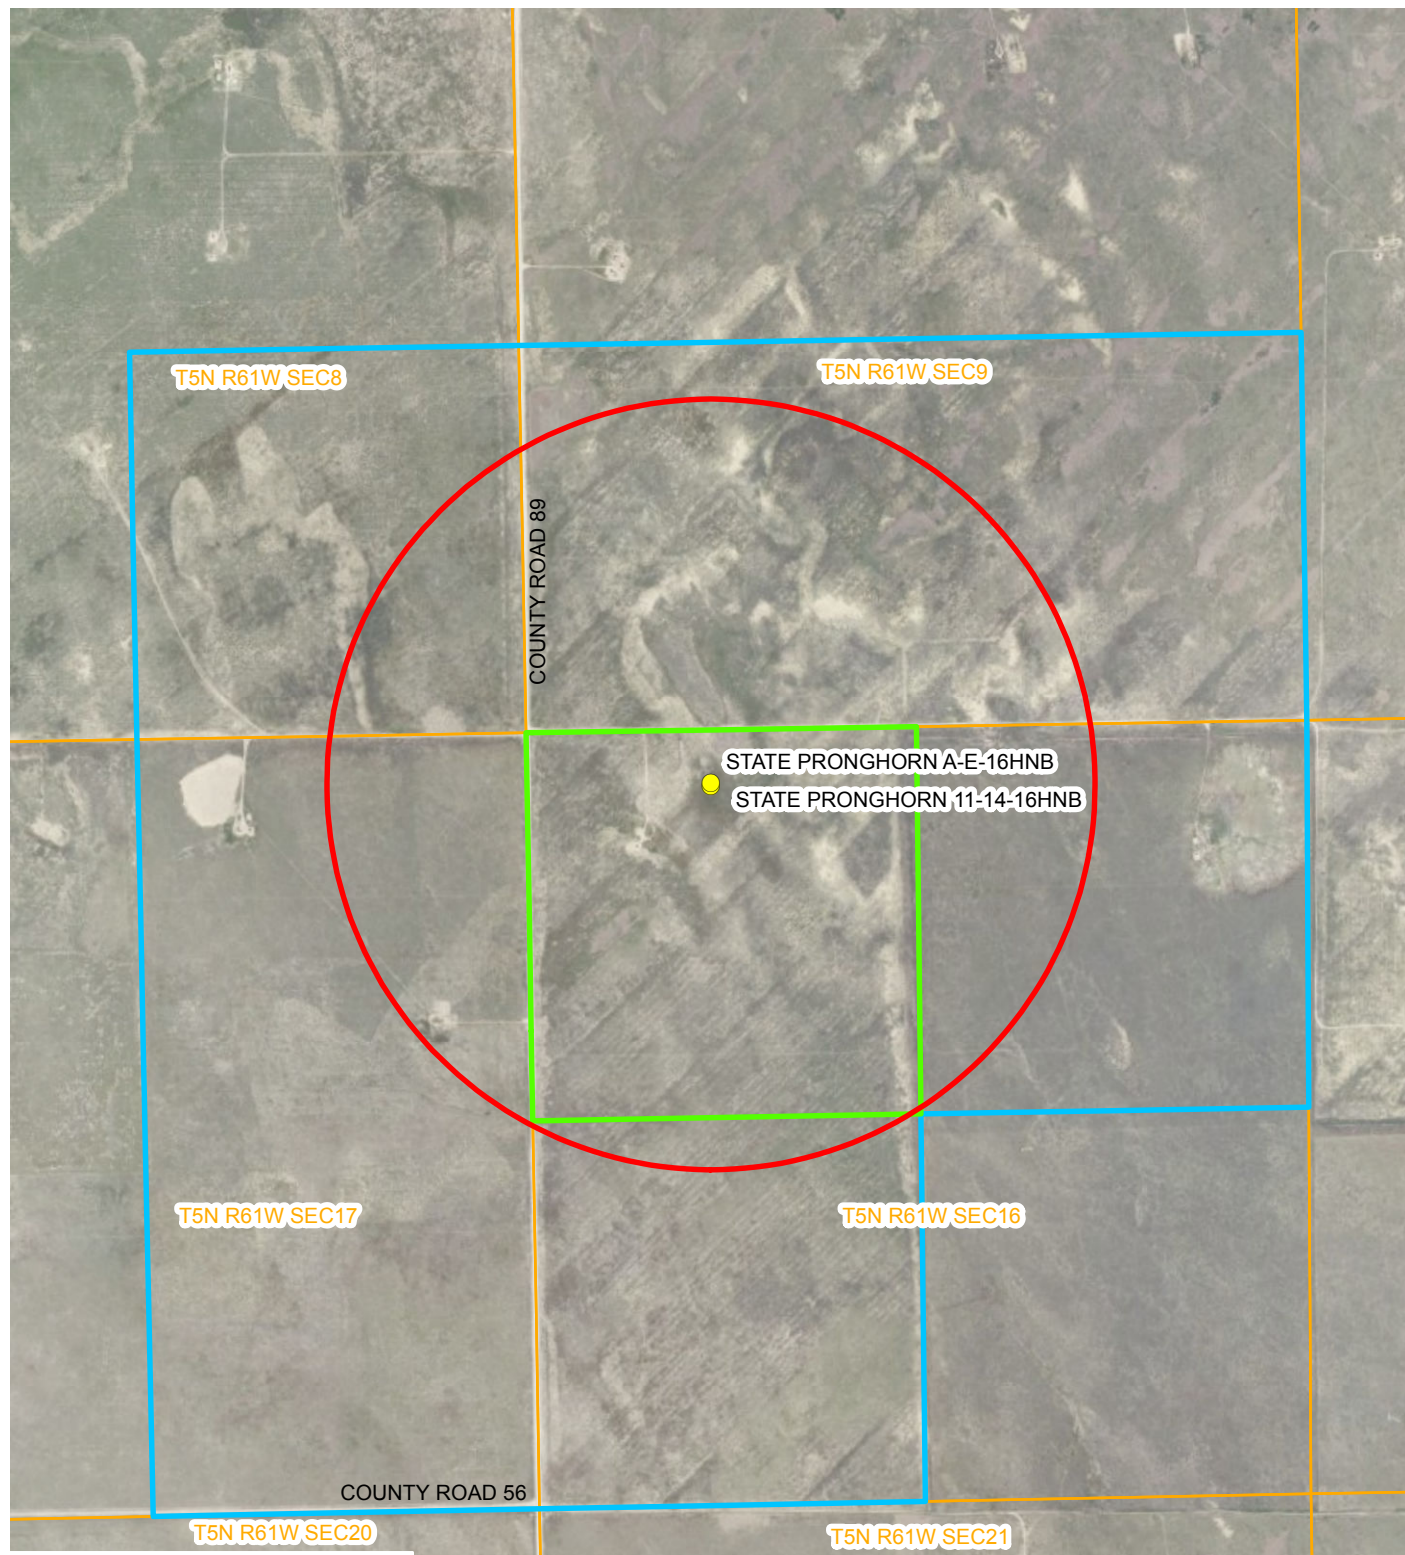 T5N R61W SEC8
T5N R61W SEC9
COUNTY ROAD 89
STATE PRONGHORN A-E-16HNB
STATE PRONGHORN 11-14-16HNB
T5N R61W SEC17
T5N R61W SEC16
COUNTY ROAD 56
T5N R61W SEC20
T5N R61W SEC21